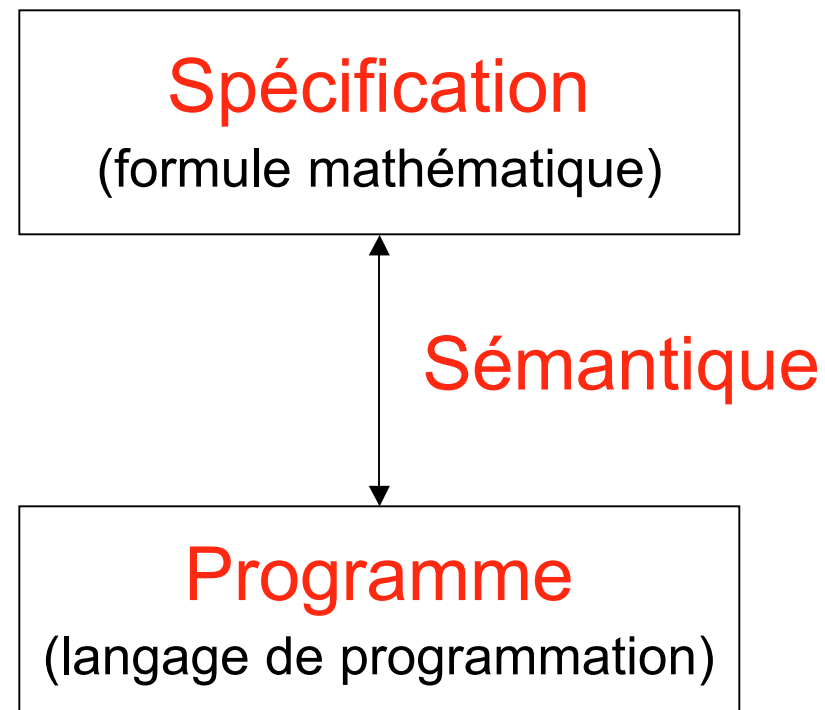 Spécification
(formule mathématique)
Sémantique
Programme
(langage de programmation)